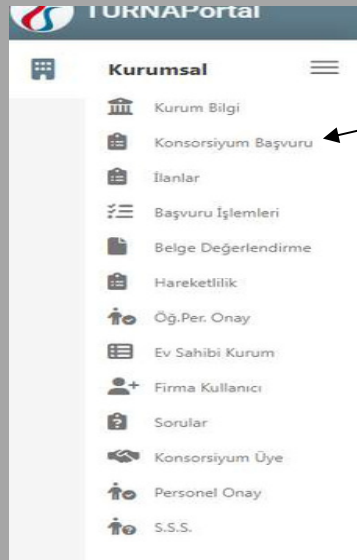 TURNAPortal
Kurumsal
Kurum Bilgi
Konsorsiyum Başvuru
İlanlar
Başvuru İşlemleri
Belge Değerlendirme
Hareketlilik
Öğ.Per. Onay
Ev Sahibi Kurum
Firma Kullanıcı
Sorular
Konsorsiyum Üye
Personel Onay
S.S.S.